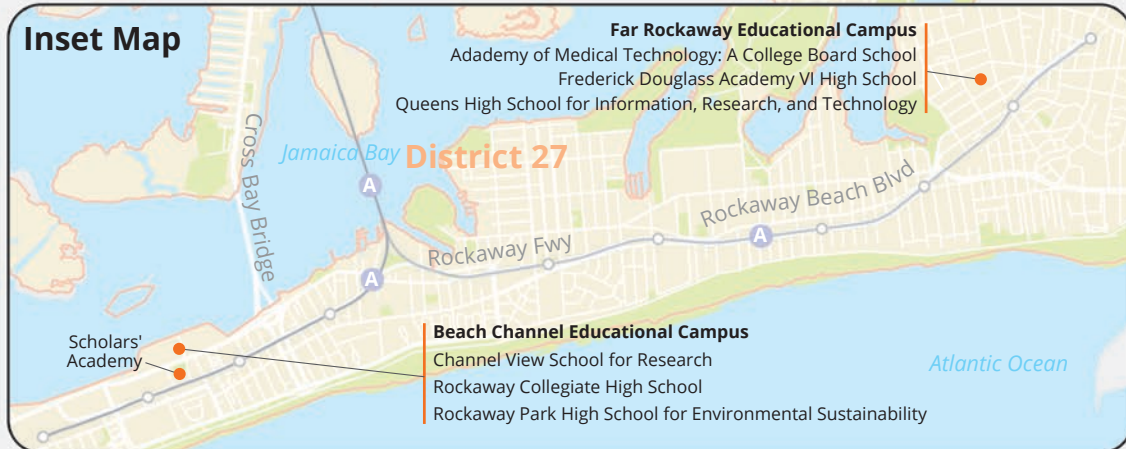 Inset Map
Far Rockaway Educational Campus
Adademy of Medical Technology: A College Board School
Frederick Douglass Academy VI High School
Queens High School for Information, Research, and Technology
Cross Bay Bridge
Jamaica Bay
District 27
A
Rockaway Beach Blvd
A
Rockaway Fwy
A
Scholars'
Academy
Beach Channel Educational Campus
Channel View School for Research
Rockaway Collegiate High School
Rockaway Park High School for Environmental Sustainability
Atlantic Ocean